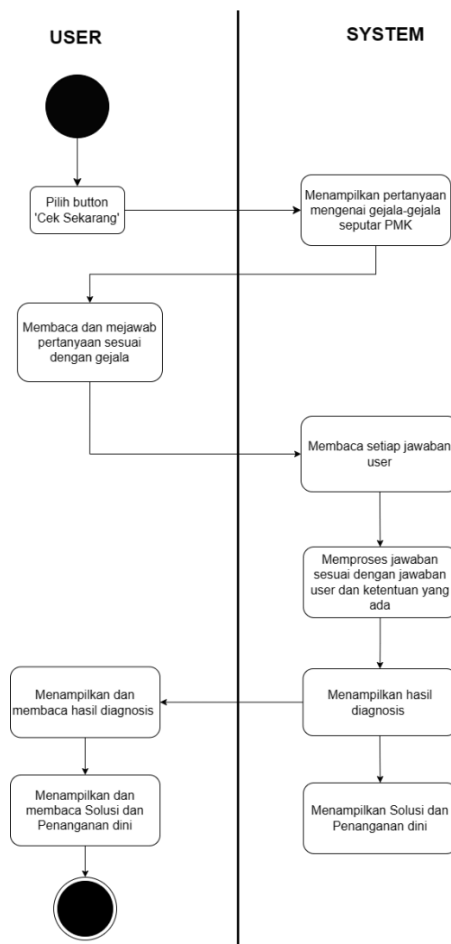 USER
SYSTEM
Pilih button
'Cek Sekarang'
Menampilkan pertanyaan
mengenai gejala-gejala
seputar PMK
Membaca dan mejawab
pertanyaan sesuai
dengan gejala
Membaca setiap jawaban
user
Memproses jawaban
sesuai dengan jawaban
user dan ketentuan yang
ada
Menampilkan dan
membaca hasil diagnosis
Menampilkan hasil
diagnosis
Menampilkan dan
membaca Solusi dan
Penanganan dini
Menampilkan Solusi dan
Penanganan dini